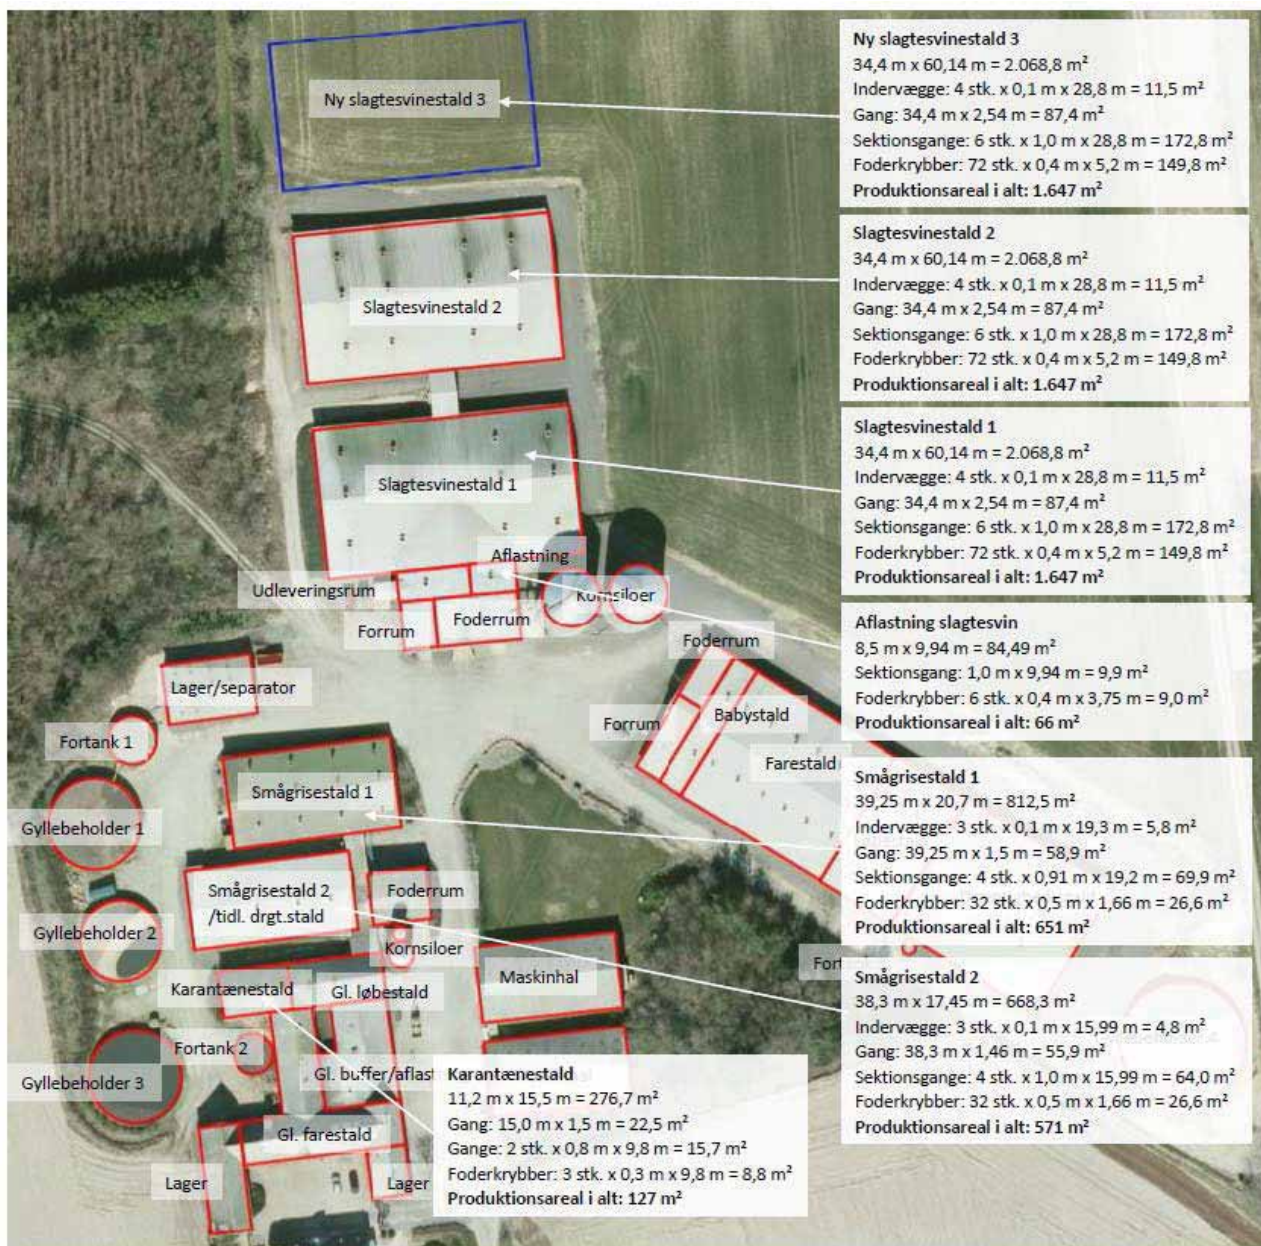 Ny slagtesvinestald 3
34,4 m x 60,14 m = 2.068,8 m²
Indervægge: 4 stk. x 0,1 m x 28,8 m = 11,5 m²
Gang: 34,4 m x 2,54 m = 87,4 m²
Sektionsgange: 6 stk. x 1,0 m x 28,8 m = 172,8 m²
Foderkrybber: 72 stk. x 0,4 m x 5,2 m = 149,8 m²
Produktionsareal i alt: 1.647 m²
Slagtesvinestald 2
34,4 m x 60,14 m = 2.068,8 m²
Indervægge: 4 stk. x 0,1 m x 28,8 m = 11,5 m²
Gang: 34,4 m x 2,54 m = 87,4 m²
Sektionsgange: 6 stk. x 1,0 m x 28,8 m = 172,8 m²
Foderkrybber: 72 stk. x 0,4 m x 5,2 m = 149,8 m²
Produktionsareal i alt: 1.647 m²
Slagtesvinestald 1
34,4 m x 60,14 m = 2.068,8 m²
Indervægge: 4 stk. x 0,1 m x 28,8 m = 11,5 m²
Gang: 34,4 m x 2,54 m = 87,4 m²
Sektionsgange: 6 stk. x 1,0 m x 28,8 m = 172,8 m²
Foderkrybber: 72 stk. x 0,4 m x 5,2 m = 149,8 m²
Produktionsareal i alt: 1.647 m²
Aflastning slagtesvin
8,5 m x 9,94 m = 84,49 m²
Sektionsgang: 1,0 m x 9,94 m = 9,9 m²
Foderkrybber: 6 stk. x 0,4 m x 3,75 m = 9,0 m²
Produktionsareal i alt: 66 m²
Smågrisestald 1
39,25 m x 20,7 m = 812,5 m²
Indervægge: 3 stk. x 0,1 m x 19,3 m = 5,8 m²
Gang: 39,25 m x 1,5 m = 58,9 m²
Sektionsgange: 4 stk. x 0,91 m x 19,2 m = 69,9 m²
Foderkrybber: 32 stk. x 0,5 m x 1,66 m = 26,6 m²
Produktionsareal i alt: 651 m²
Smågrisestald 2
38,3 m x 17,45 m = 668,3 m²
Indervægge: 3 stk. x 0,1 m x 15,99 m = 4,8 m²
Gang: 38,3 m x 1,46 m = 55,9 m²
Sektionsgange: 4 stk. x 1,0 m x 15,99 m = 64,0 m²
Foderkrybber: 32 stk. x 0,5 m x 1,66 m = 26,6 m²
Produktionsareal i alt: 571 m²
Karantænestald
11,2 m x 15,5 m = 276,7 m²
Gang: 15,0 m x 1,5 m = 22,5 m²
Gange: 2 stk. x 0,8 m x 9,8 m = 15,7 m²
Foderkrybber: 3 stk. x 0,3 m x 9,8 m = 8,8 m²
Produktionsareal i alt: 127 m²
Ny slagtesvinestald 3
Slagtesvinestald 2
Slagtesvinestald 1
Aflastning
Udleveringsrum
Kornsiloer
Forrum
Foderrum
Foderrum
Lager/separator
Forrum
Babystald
Fortank 1
Farestald
Smågrisestald 1
Gyllebeholder 1
Smågrisestald 2
/tidl. drgt.stald
Foderrum
Gyllebeholder 2
Kornsiloer
Maskinhal
Karantænestald
Gl. løbestald
Fortank 2
Gyllebeholder 3
Gl. buffer/aflast
Gl. farestald
Lager
Lager